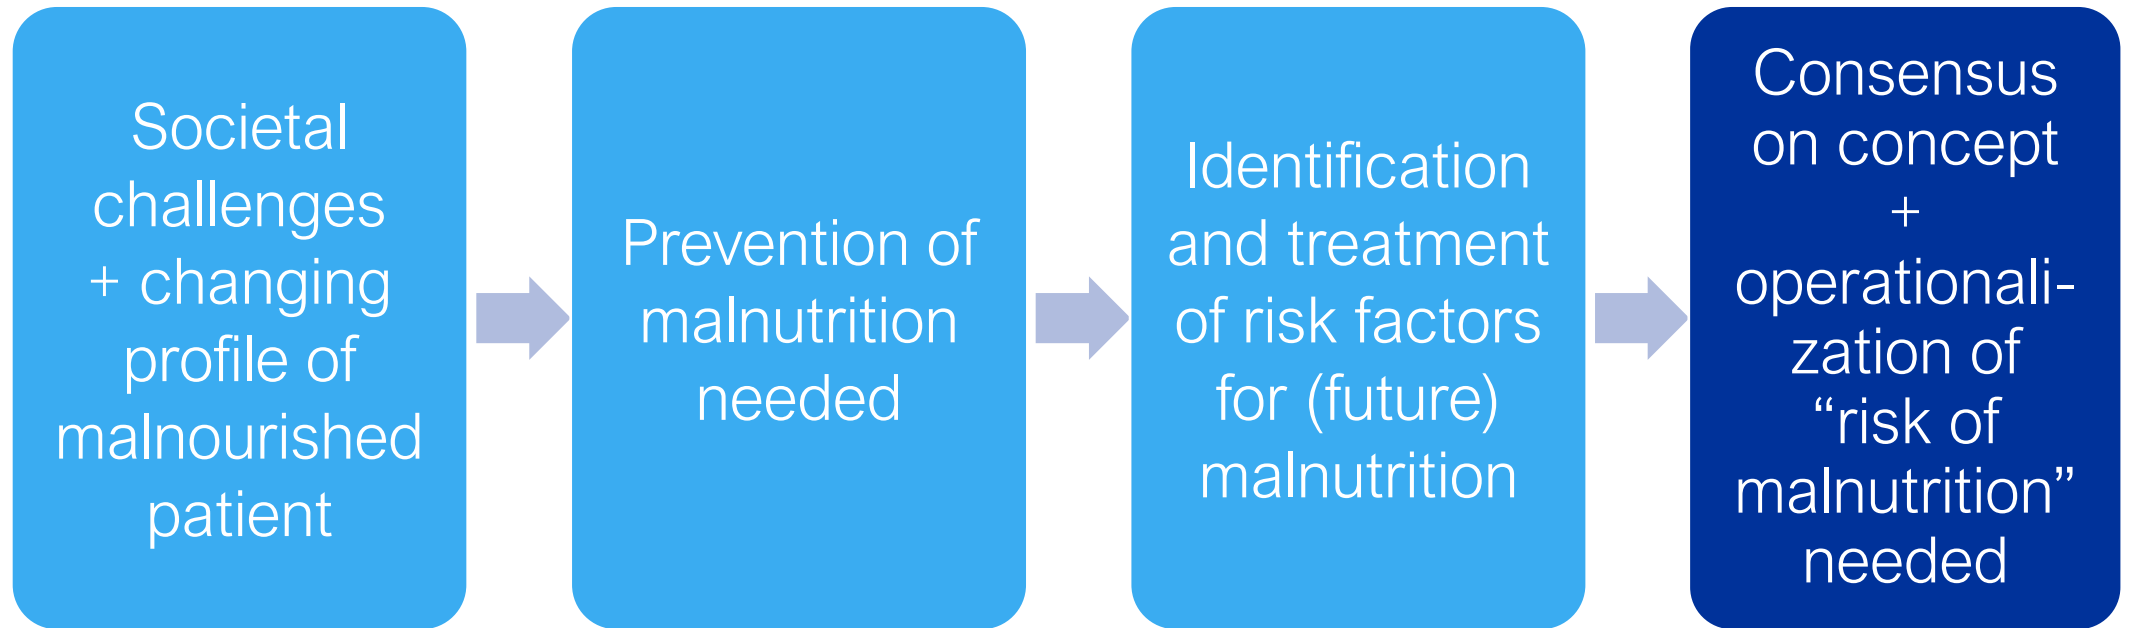 Societal
challenges
+ changing
profile of
malnourished
patient
Prevention of
malnutrition
needed
Identification
and treatment
of risk factors
for (future)
malnutrition
Consensus
on concept
+
operationali-
zation of
“risk of
malnutrition”
needed